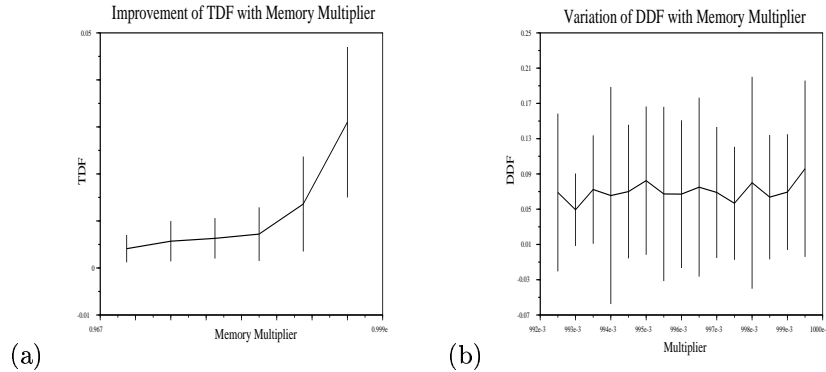 Improvement of TDF with Memory Multiplier
0.05
TDF
0
-0.01
0.967
0.999e
Memory Multiplier
(a)
Variation of DDF with Memory Multiplier
0.25
0.21
0.17
0.13
DDF
0.09
0.05
0.01
-0.03
-0.07
992e-3 993e-3 994e-3 995e-3 996e-3 997e-3 998e-3 999e-3 1000e-
Multiplier
(b)